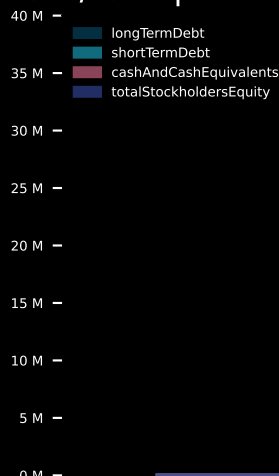 40 M
longTermDebt
shortTermDebt
35 M
cashAndCashEquivalents
totalStockholdersEquity
30 M
25 M
20 M
15 M
10 M
5 M
0 M